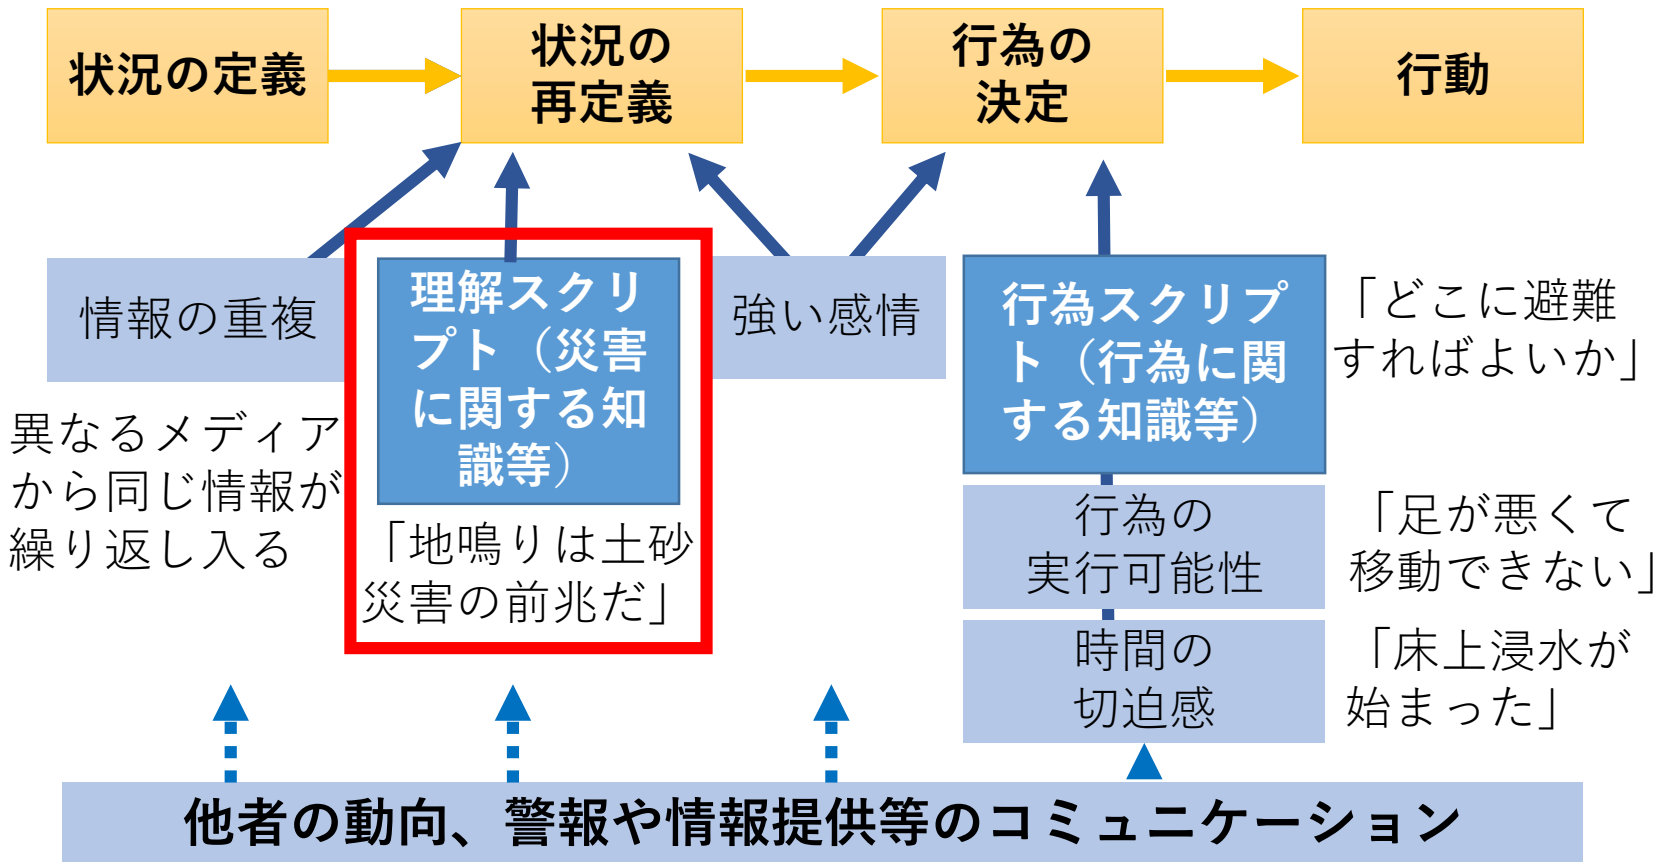 状況の定義
状況の
再定義
行為の
決定
行動
情報の重複
異なるメディア
から同じ情報が
繰り返し入る
理解スクリ
プト（災害
に関する知
識等）
「地鳴りは土砂
災害の前兆だ」
強い感情
行為スクリプ
ト（行為に関
する知識等）
「どこに避難
すればよいか」
行為の
実行可能性
「足が悪くて
移動できない」
時間の
切迫感
「床上浸水が
始まった」
他者の動向、警報や情報提供等のコミュニケーション